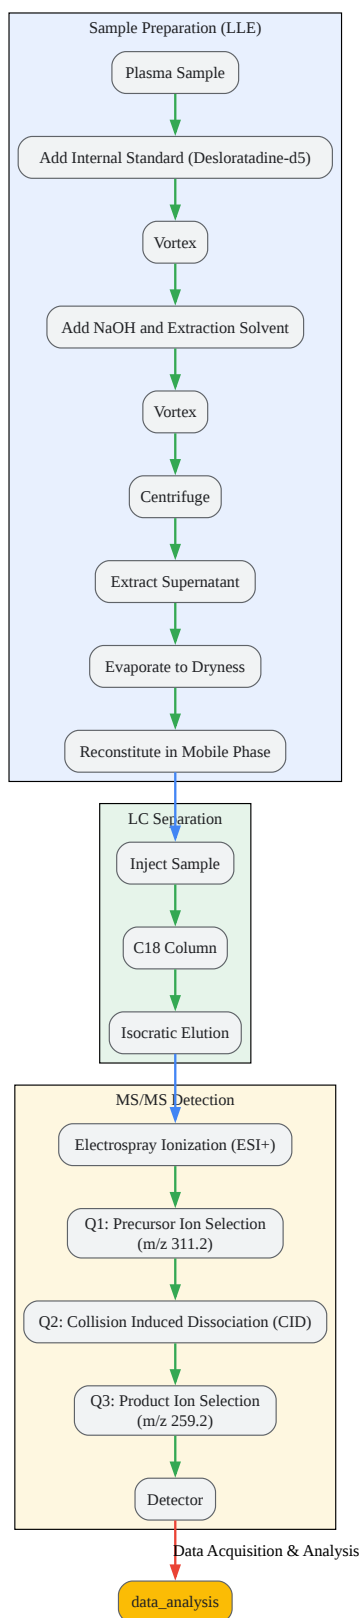 Sample Preparation (LLE)
Plasma Sample
Add Internal Standard (Desloratadine-d5)
Vortex
Add NaOH and Extraction Solvent
Vortex
Centrifuge
Extract Supernatant
Evaporate to Dryness
Reconstitute in Mobile Phase
LC Separation
Inject Sample
C18 Column
Isocratic Elution
MS/MS Detection
Electrospray Ionization (ESI+)
Q1: Precursor Ion Selection
(m/z 311.2)
Q2: Collision Induced Dissociation (CID)
Q3: Product Ion Selection
(m/z 259.2)
Detector
Data Acquisition & Analysis
data_analysis